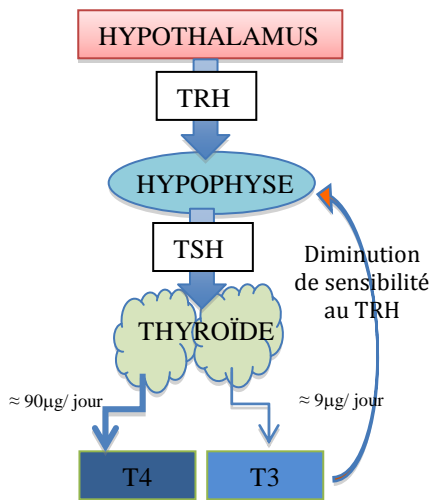 HYPOTHALAMUS
TRH
HYPOPHYSE
TSH
Diminution
de sensibilité
au TRH
THYROÏDE
≈ 90µg/ jour
≈ 9µg/ jour
T4
T3